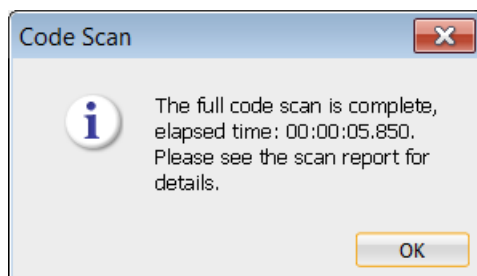 Code Scan
The full code scan is complete,
elapsed time: 00:00:05.850.
Please see the scan report for
details.
OK